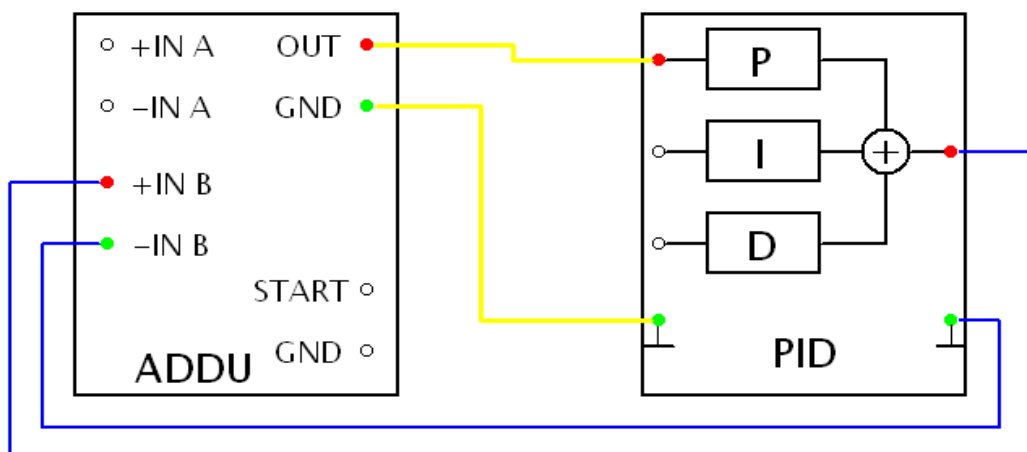 +IN A
OUT
−IN A
GND
+IN B
−IN B
START
GND
ADDU
P
I
D
+
PID